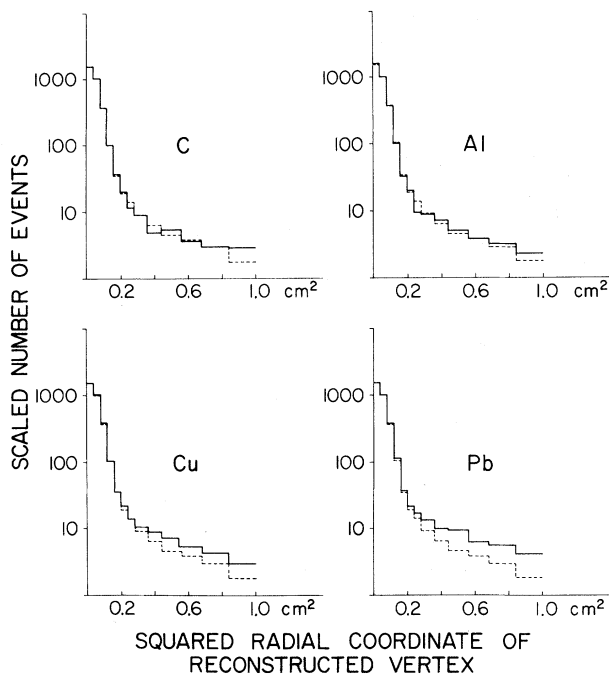 SCALED NUMBER OF EVENTS
1000
100
10
C
0.2 0.6 1.0 cm²
1000
100
10
Al
0.2 0.6 1.0 cm²
1000
100
10
Cu
0.2 0.6 1.0 cm²
1000
100
10
Pb
0.2 0.6 1.0 cm²
SQUARED RADIAL COORDINATE OF
RECONSTRUCTED VERTEX